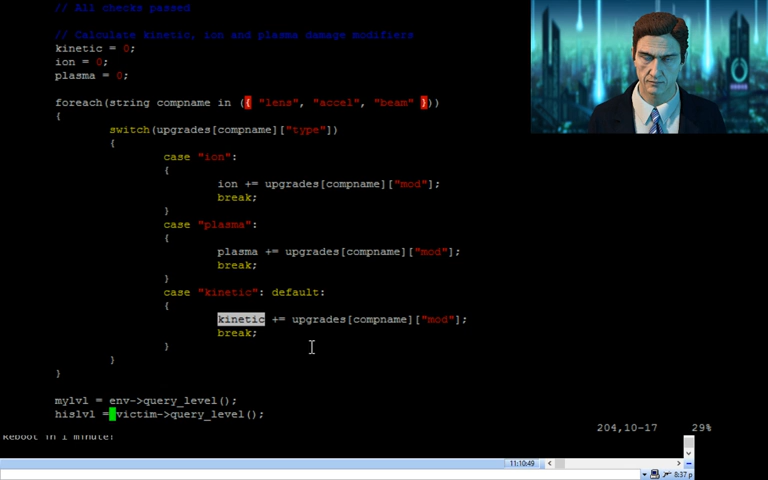 // All checks passed
// Calculate kinetic, ion and plasma damage modifiers
kinetic = 0;
ion = 0;
plasma = 0;
foreach(string compname in ({ "lens", "accel", "beam" }))
{
switch(upgrades[compname]["type"])
{
case "ion":
{
ion += upgrades[compname]["mod"];
break;
}
case "plasma":
{
plasma += upgrades[compname]["mod"];
break;
}
case "kinetic": default:
{
kinetic += upgrades[compname]["mod"];
break;
}
}
}
mylvl = env->query_level();
hislvl = victim->query_level();
204,10-17 29%
Reboot in 1 minute!
11:10:49
8:37 p